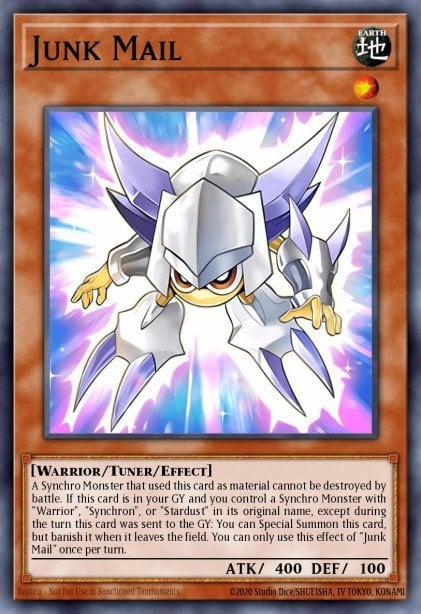 JUNK MAIL
EARTH
地
[WARRIOR/TUNER/EFFECT]
A Synchro Monster that used this card as material cannot be destroyed by
battle. If this card is in your GY and you control a Synchro Monster with
"Warrior", "Synchron", or "Stardust" in its original name, except during
the turn this card was sent to the GY: You can Special Summon this card,
but banish it when it leaves the field. You can only use this effect of "Junk
Mail" once per turn.
ATK/ 400 DEF/ 100
Replica - Not For Use in Sanctioned Tournaments
©2020 Studio Dice/SHUEISHA, TV TOKYO, KONAMI